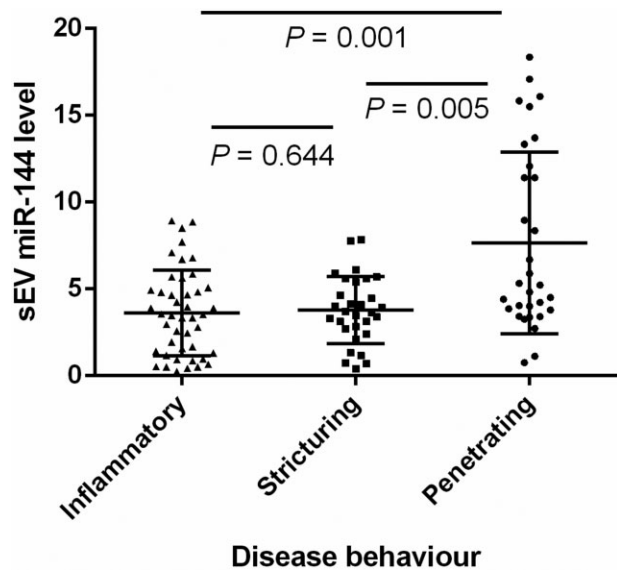 20
P = 0.001
15
P = 0.005
P = 0.644
10
5
0
sEV miR-144 level
Inflammatory
Stricturing
Penetrating
Disease behaviour